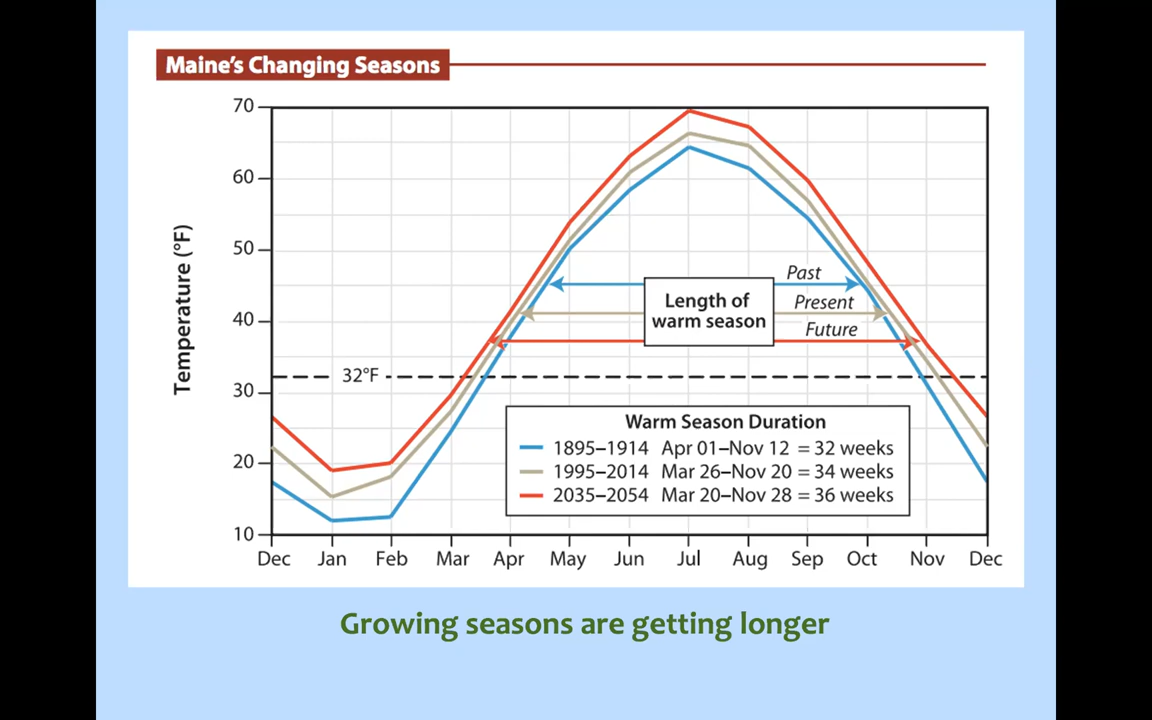 Maine's Changing Seasons
Temperature (°F)
70
60
50
40
30
20
10
32°F
Past
Present
Future
Length of
warm season
Warm Season Duration
1895–1914 Apr 01–Nov 12 = 32 weeks
1995–2014 Mar 26–Nov 20 = 34 weeks
2035–2054 Mar 20–Nov 28 = 36 weeks
Dec Jan Feb Mar Apr May Jun Jul Aug Sep Oct Nov Dec
Growing seasons are getting longer